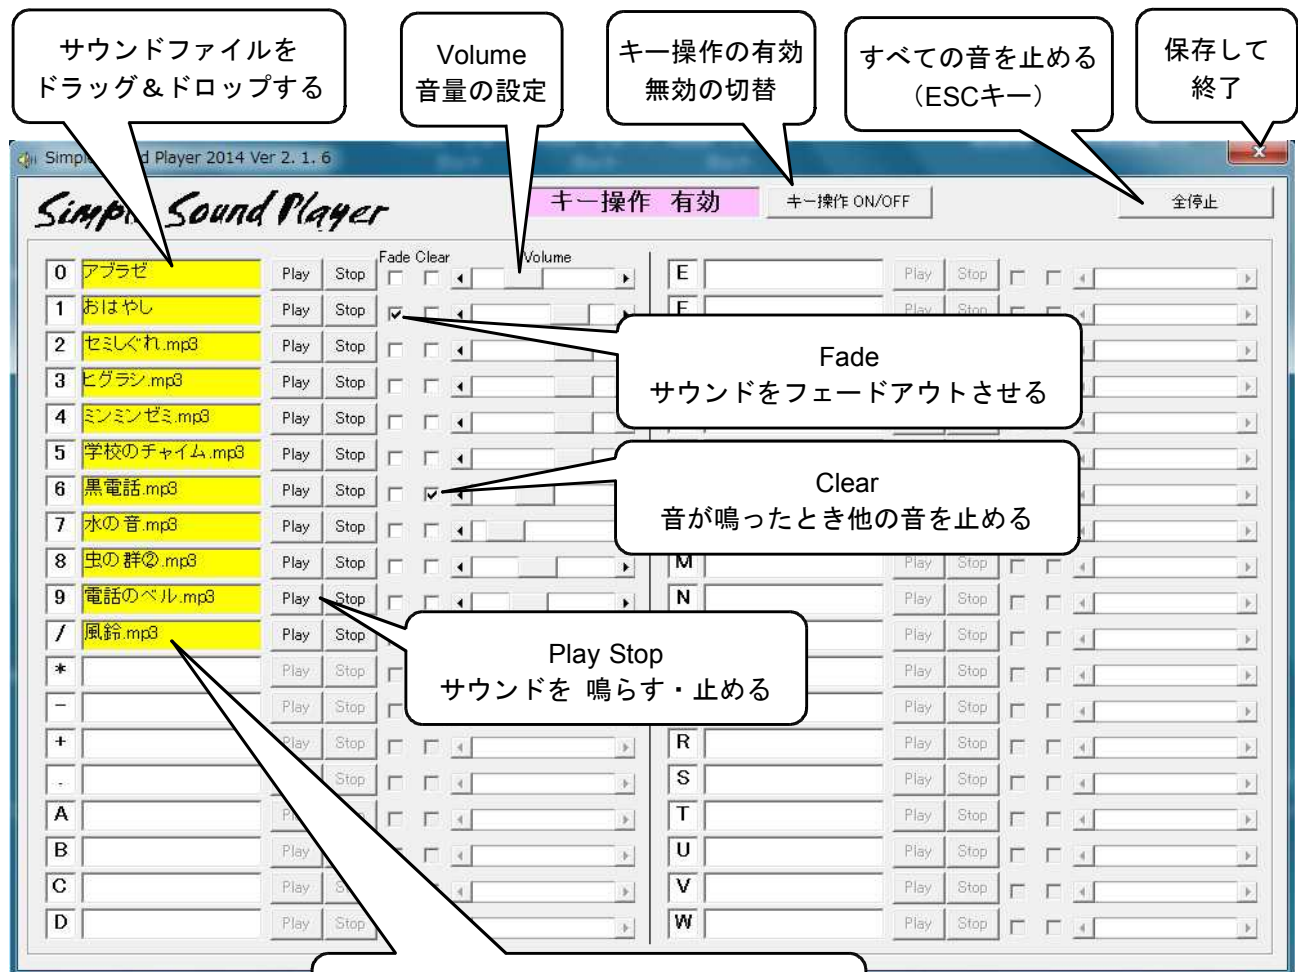 サウンドファイルを
ドラッグ＆ドロップする
Volume
音量の設定
キー操作の有効
無効の切替
すべての音を止める
（ESCキー）
保存して
終了
d Player 2014 Ver 2. 1. 6
Sound Player
キー操作 有効
キー操作 ON/OFF
全停止
Fade Clear Volume
0 アブラゼ Play Stop
1 おはやし Play Stop
2 セミしぐれ.mp3 Play Stop
3 ヒグラシ.mp3 Play Stop
4 ミンミンゼミ.mp3 Play Stop
5 学校のチャイム.mp3 Play Stop
6 黒電話.mp3 Play Stop
7 水の音.mp3 Play Stop
8 虫の群②.mp3 Play Stop
9 電話のベル.mp3 Play Stop
/ 風鈴.mp3 Play Stop
* Play Stop
- Play Stop
+ Play Stop
. Stop
A
B Play
C Play
D Play Stop
E Play Stop
Fade
サウンドをフェードアウトさせる
Clear
音が鳴ったとき他の音を止める
M Play Stop
N Play Stop
Play Stop
Play Stop
Play Stop
R Play Stop
S Play Stop
T Play Stop
U Play Stop
V Play Stop
W Play Stop
Play Stop
サウンドを 鳴らす・止める